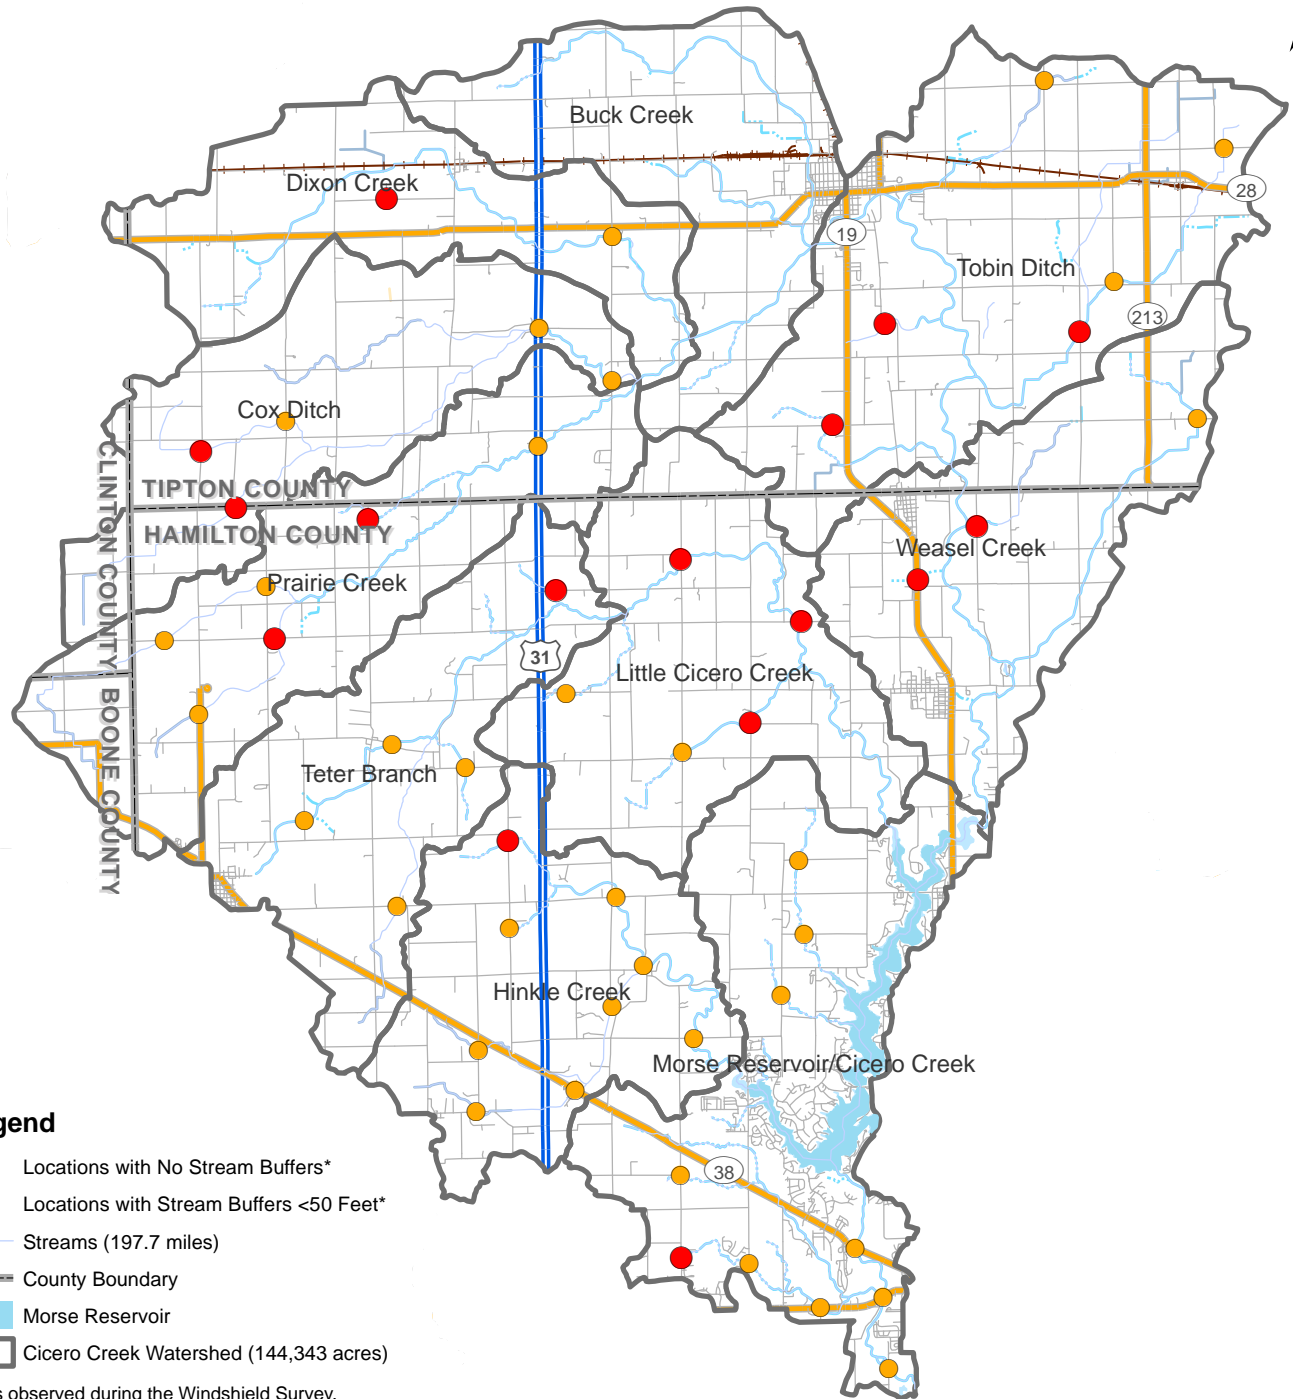 Buck Creek
Dixon Creek
28
19
Tobin Ditch
213
Cox Ditch
CLINTON COUNTY
TIPTON COUNTY
HAMILTON COUNTY
Weasel Creek
Prairie Creek
31
Little Cicero Creek
BOONE COUNTY
Teter Branch
Hinkle Creek
Morse Reservoir/Cicero Creek
38
gend
Locations with No Stream Buffers*
Locations with Stream Buffers <50 Feet*
Streams (197.7 miles)
County Boundary
Morse Reservoir
Cicero Creek Watershed (144,343 acres)
s observed during the Windshield Survey.